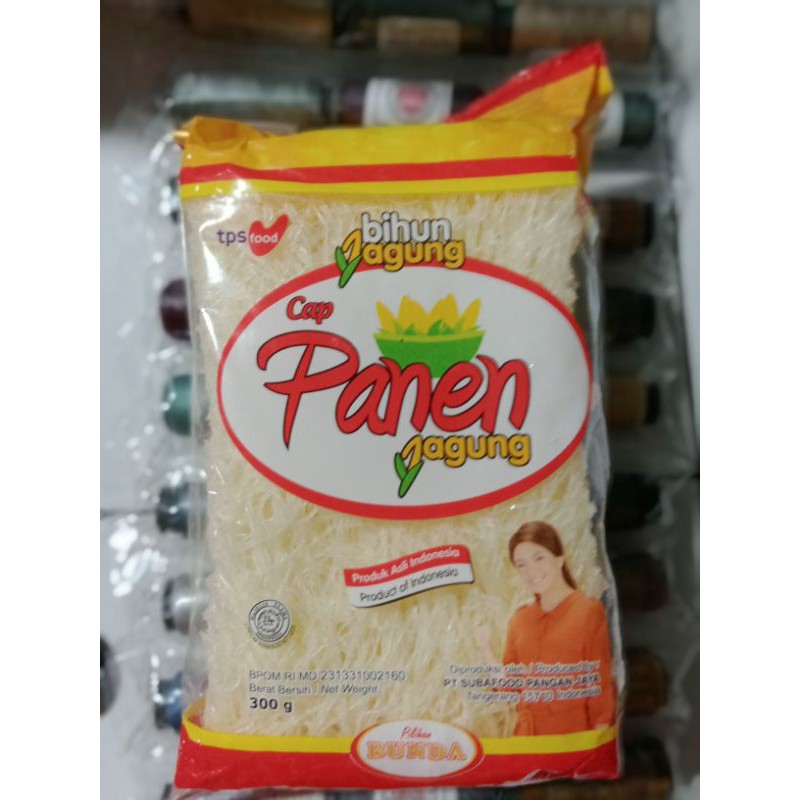 tps food
bihun
Jagung
Cap
Panen
Jagung
Produk Asli Indonesia
Product of Indonesia
BPOM RI MD 231331002160
Berat Bersih / Net Weight
300 g
Diproduksi oleh / Produced by
PT SUBAFOOD PANGAN JAYA
Tangerang 15710 Indonesia
Pilihan
BUNDA